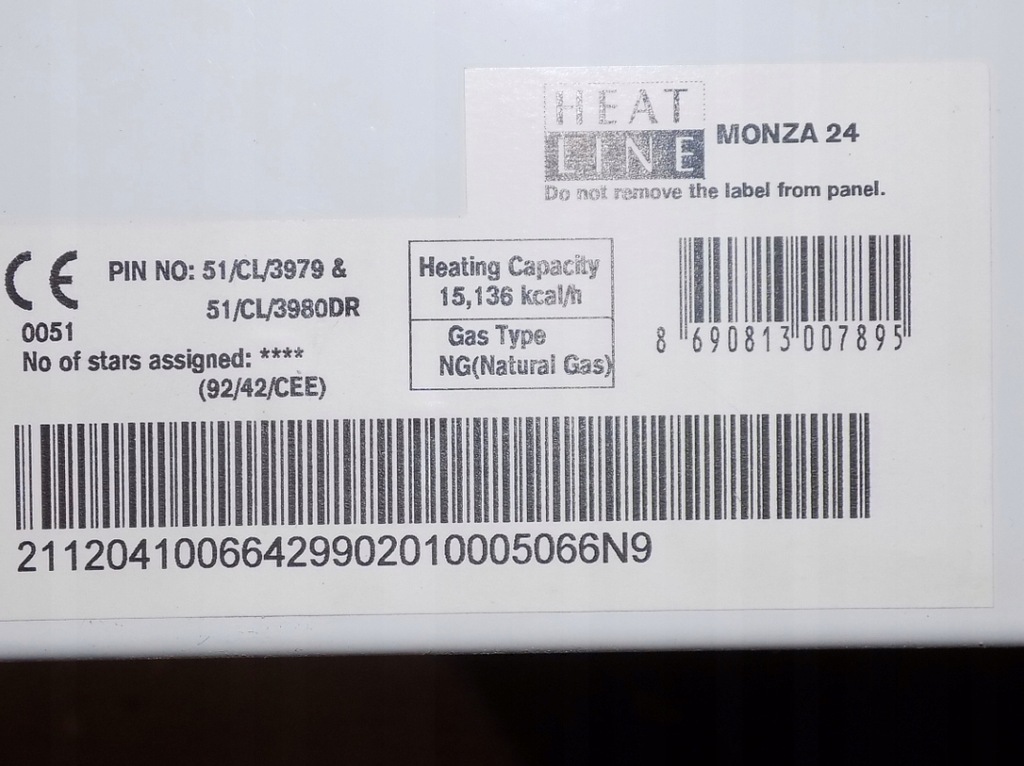 HEAT
LINE
MONZA 24
Do not remove the label from panel.
CE
0051
PIN NO: 51/CL/3979 &
51/CL/3980DR
No of stars assigned: ****
(92/42/CEE)
Heating Capacity
15,136 kcal/h
Gas Type
NG(Natural Gas)
8 690813 007895
21120410066429902010005066N9